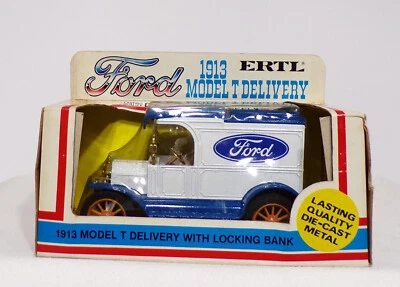 Ford
1913
MODEL T DELIVERY
ERTL®
Ford
LASTING
QUALITY
DIE-CAST
METAL
1913 MODEL T DELIVERY WITH LOCKING BANK